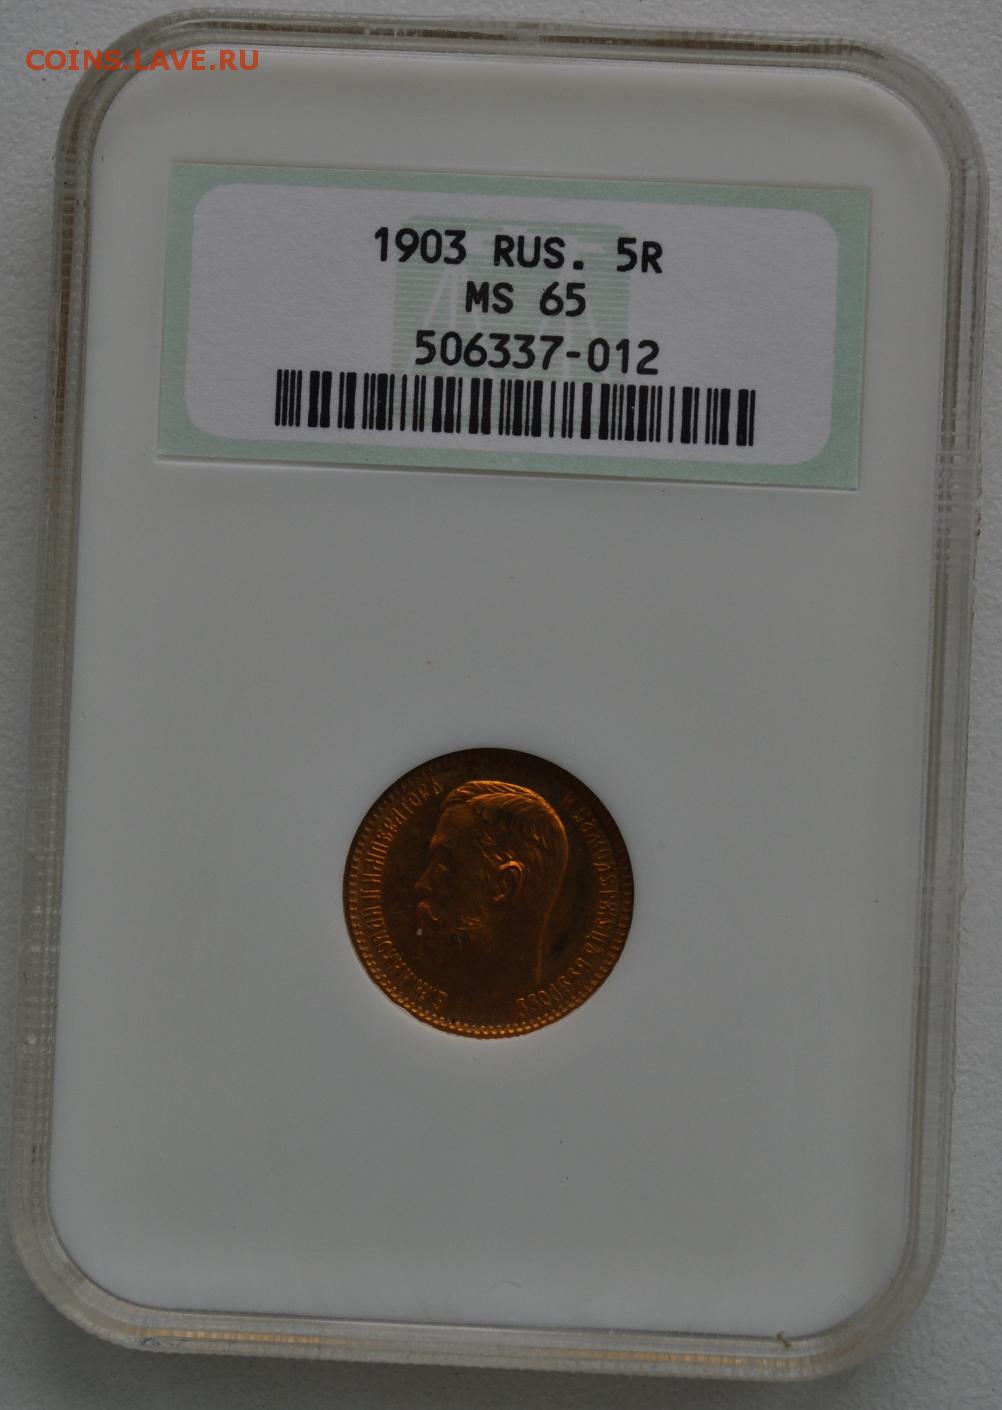 COINS.LAVE.RU
1903 RUS. 5R
MS 65
506337-012